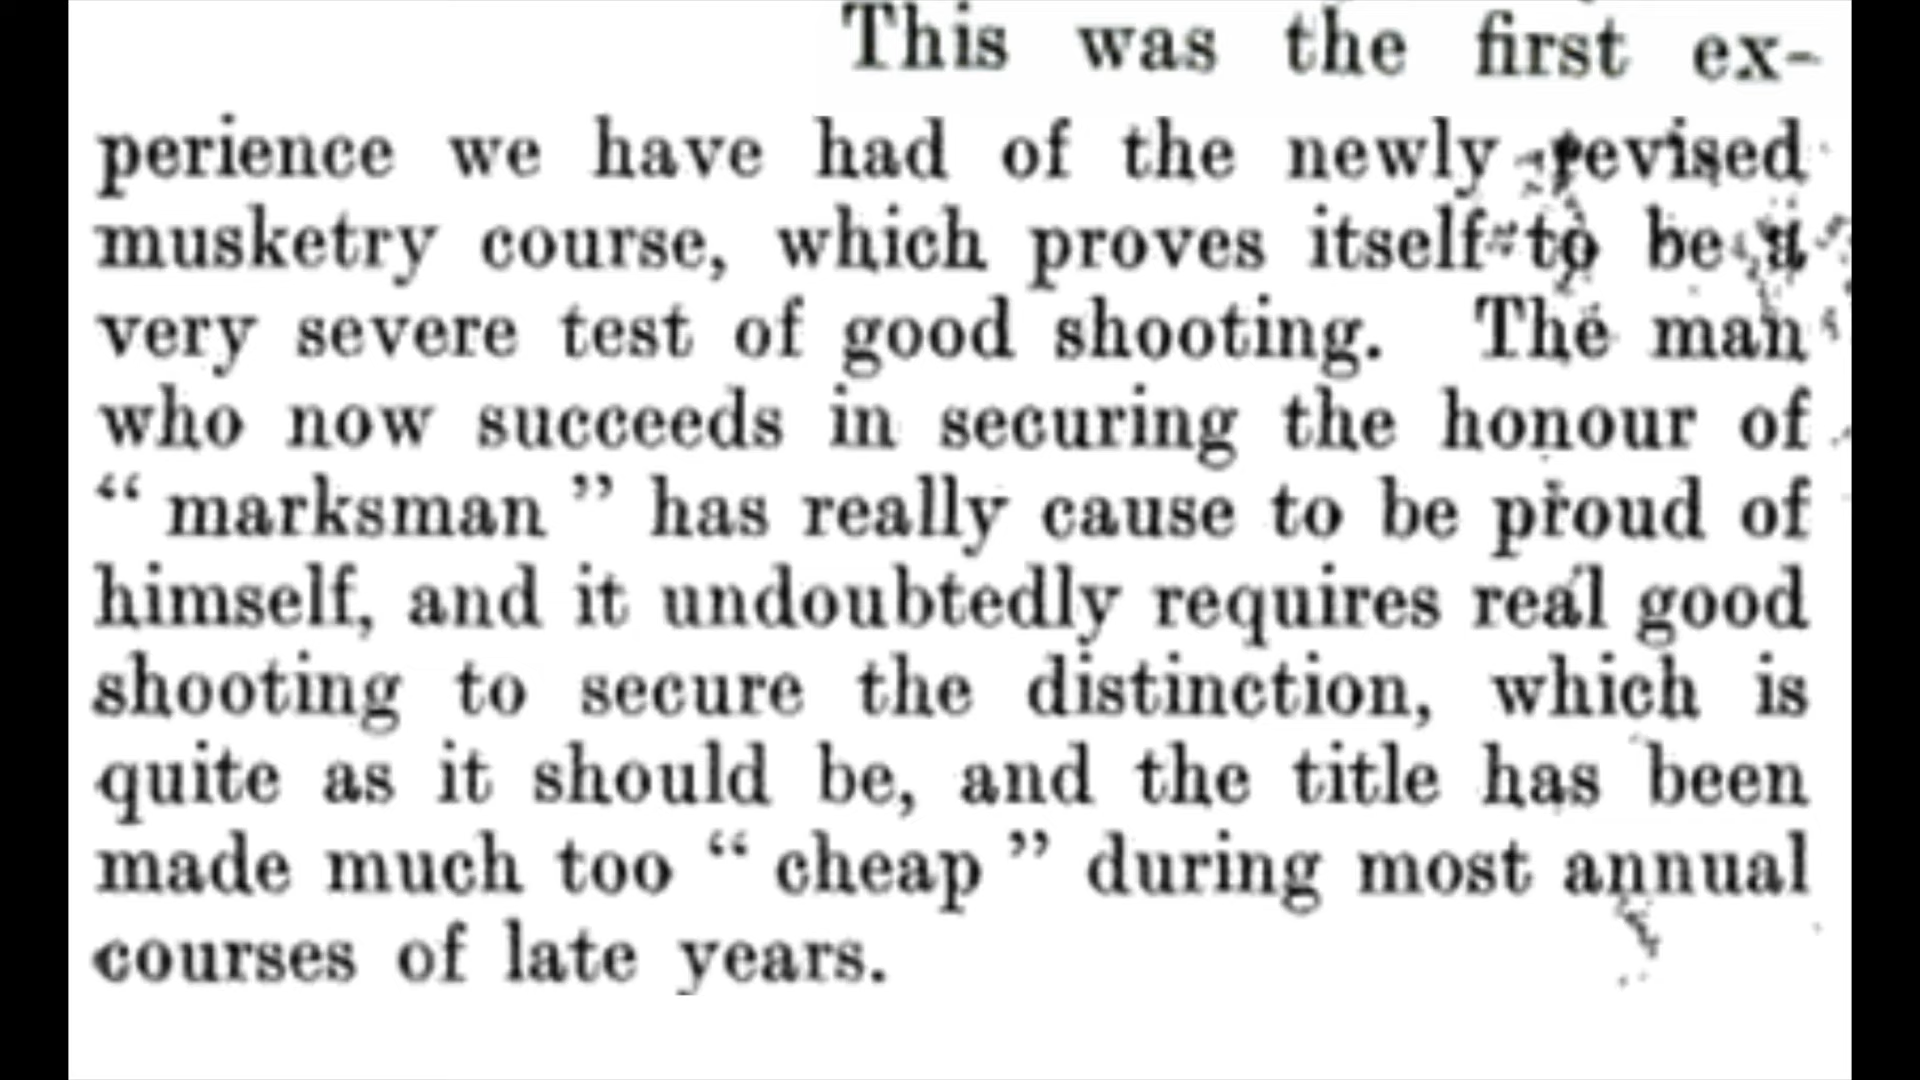 This was the first ex-
perience we have had of the newly revised
musketry course, which proves itself to be a
very severe test of good shooting. The man
who now succeeds in securing the honour of
“ marksman ” has really cause to be proud of
himself, and it undoubtedly requires real good
shooting to secure the distinction, which is
quite as it should be, and the title has been
made much too “ cheap ” during most annual
courses of late years.